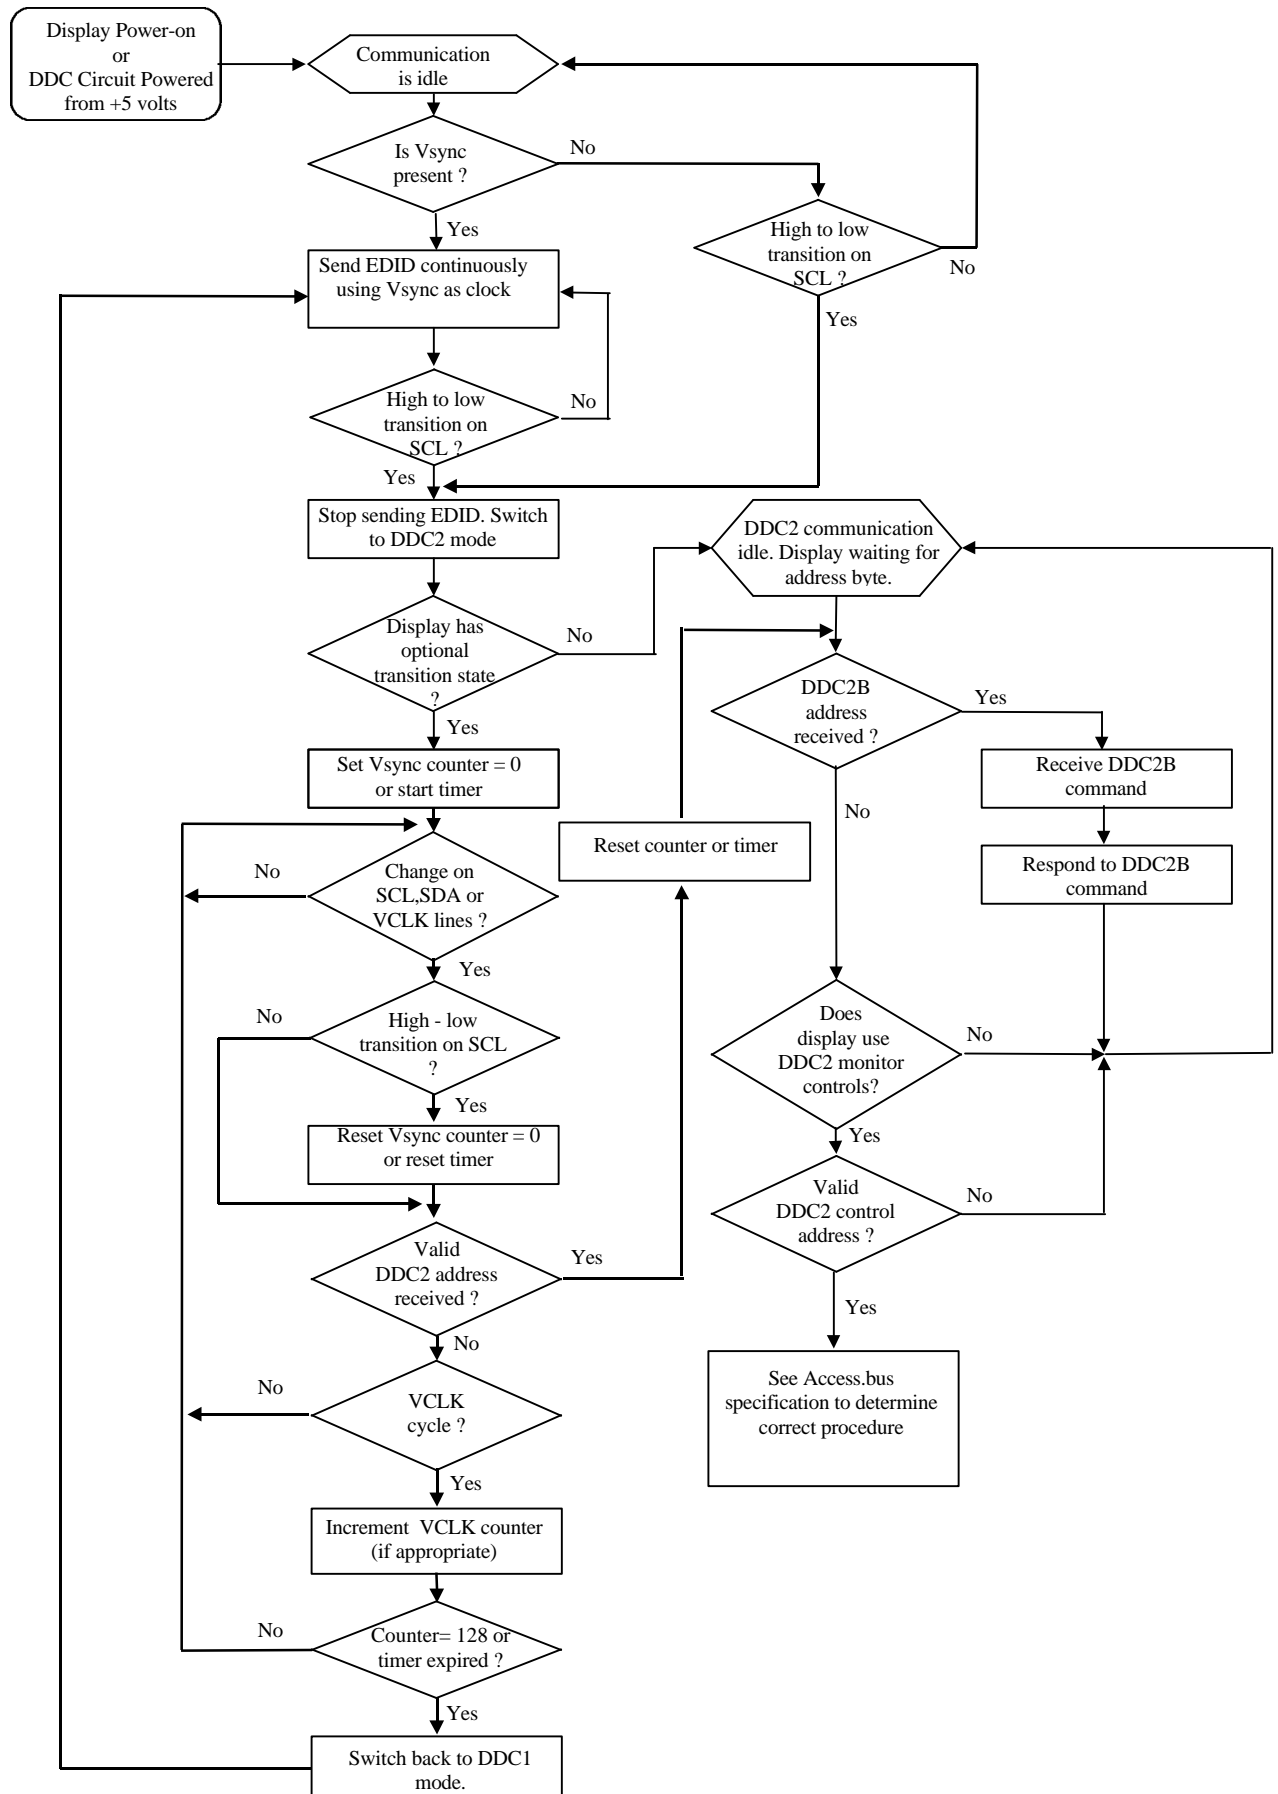 Display Power-on
or
DDC Circuit Powered
from +5 volts
Communication
is idle
Is Vsync
present ?
No
Yes
High to low
transition on
SCL ?
No
Yes
Send EDID continuously
using Vsync as clock
High to low
transition on
SCL ?
No
Yes
Stop sending EDID. Switch
to DDC2 mode
DDC2 communication
idle. Display waiting for
address byte.
Display has
optional
transition state
?
No
Yes
DDC2B
address
received ?
Yes
No
Set Vsync counter = 0
or start timer
Receive DDC2B
command
Reset counter or timer
Respond to DDC2B
command
Change on
SCL,SDA or
VCLK lines ?
No
Yes
High - low
transition on SCL
?
No
Yes
Does
display use
DDC2 monitor
controls?
No
Yes
Reset Vsync counter = 0
or reset timer
Valid
DDC2 control
address ?
No
Yes
Valid
DDC2 address
received ?
Yes
No
See Access.bus
specification to determine
correct procedure
VCLK
cycle ?
No
Yes
Increment VCLK counter
(if appropriate)
Counter= 128 or
timer expired ?
No
Yes
Switch back to DDC1
mode.